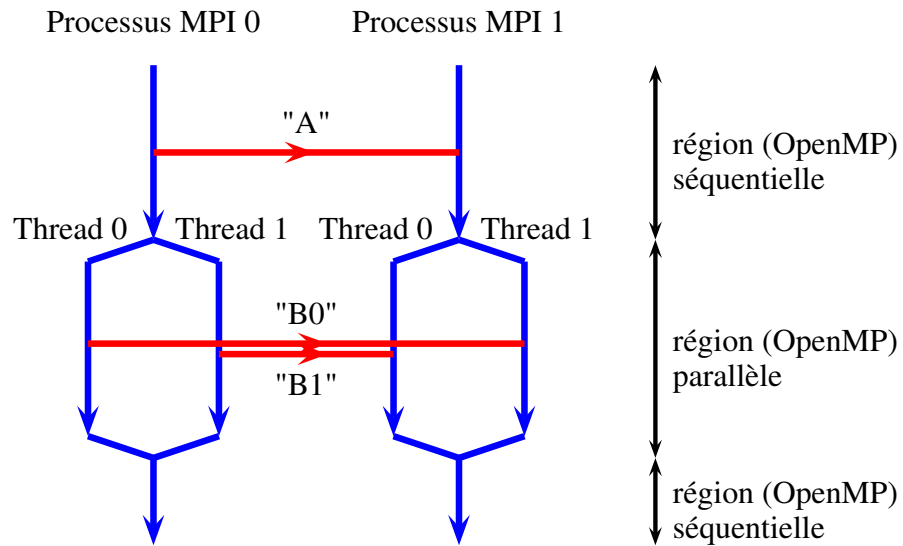 Processus MPI 0
Processus MPI 1
"A"
région (OpenMP)
séquentielle
Thread 0
Thread 1
Thread 0
Thread 1
"B0"
"B1"
région (OpenMP)
parallèle
région (OpenMP)
séquentielle